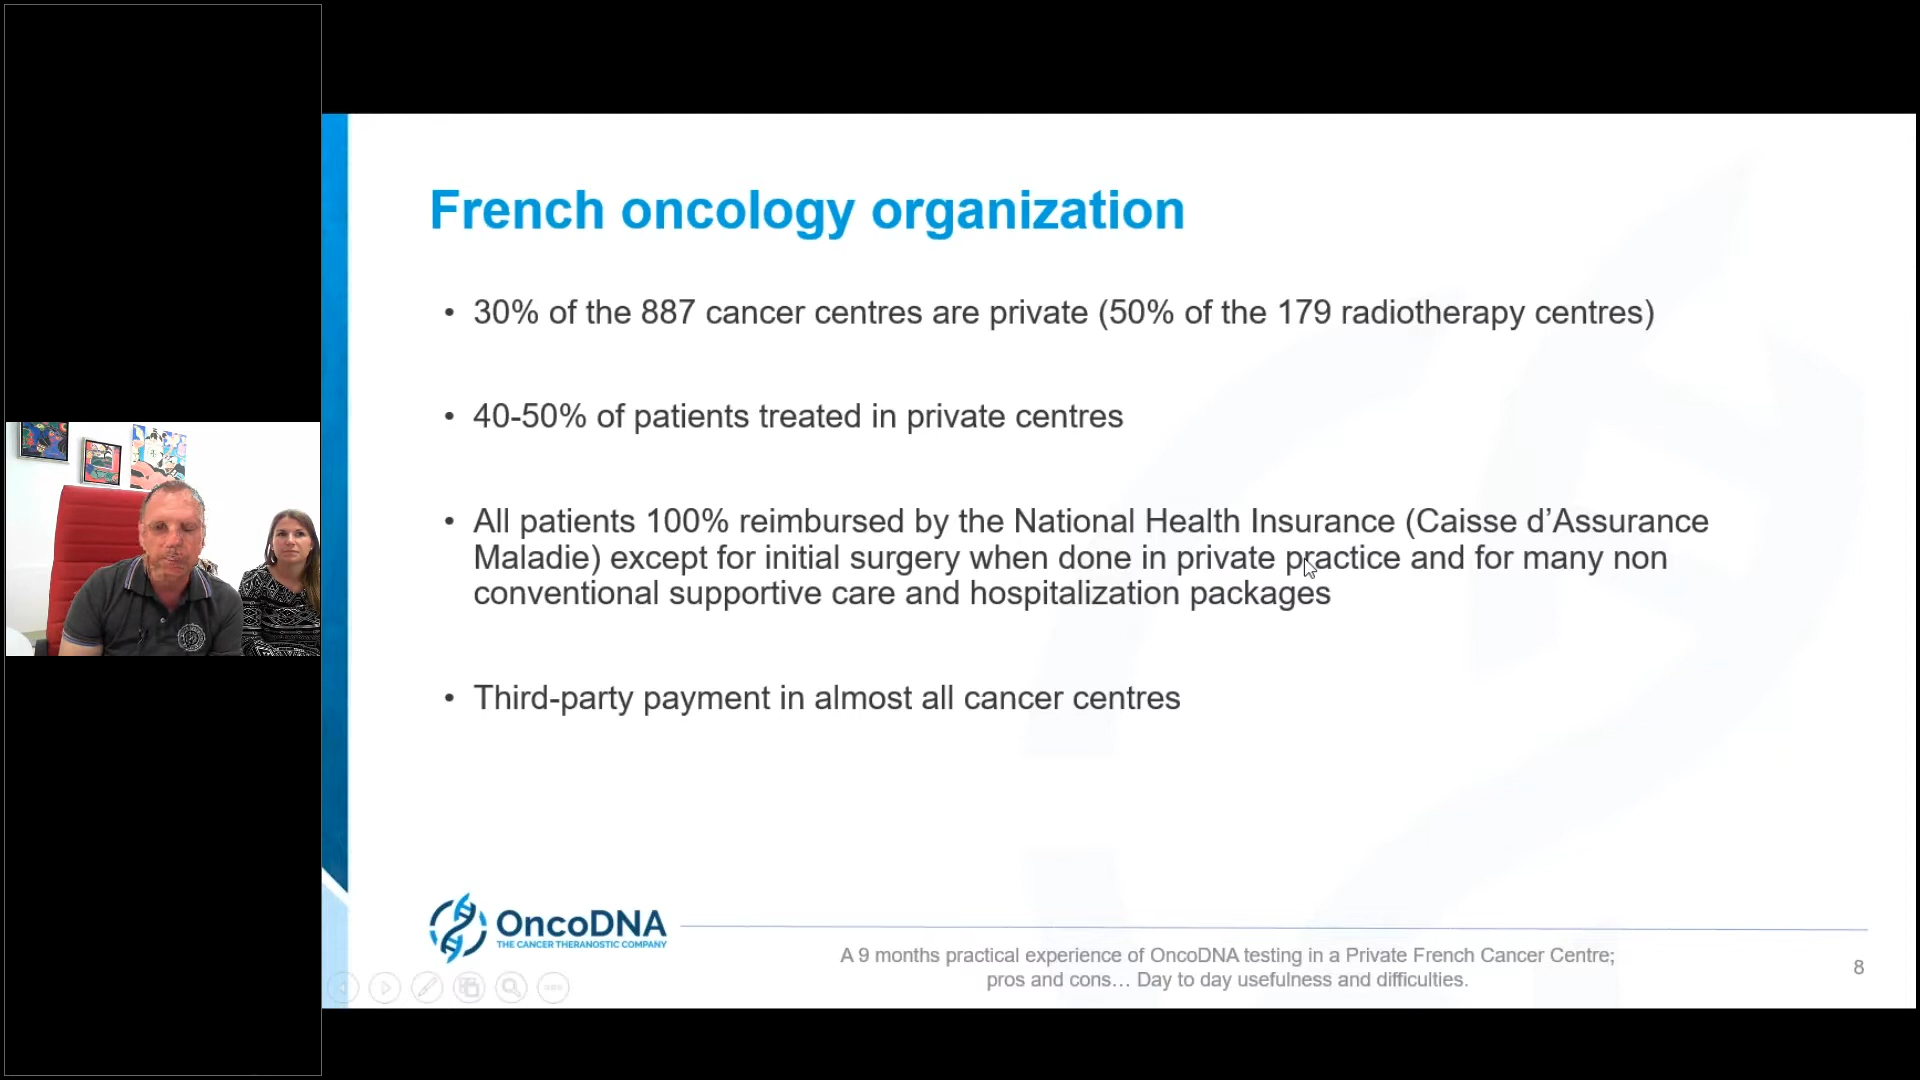 French oncology organization
• 30% of the 887 cancer centres are private (50% of the 179 radiotherapy centres)
• 40-50% of patients treated in private centres
• All patients 100% reimbursed by the National Health Insurance (Caisse d’Assurance
Maladie) except for initial surgery when done in private practice and for many non
conventional supportive care and hospitalization packages
• Third-party payment in almost all cancer centres
OncoDNA
THE CANCER THERANOSTIC COMPANY
A 9 months practical experience of OncoDNA testing in a Private French Cancer Centre;
pros and cons… Day to day usefulness and difficulties.
8